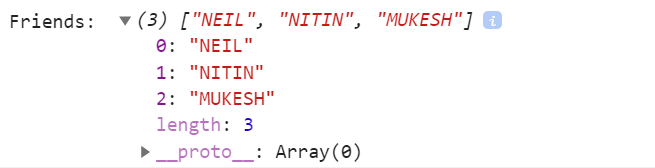 Friends: ▼(3) ["NEIL", "NITIN", "MUKESH"] i
0: "NEIL"
1: "NITIN"
2: "MUKESH"
length: 3
▶__proto__: Array(0)